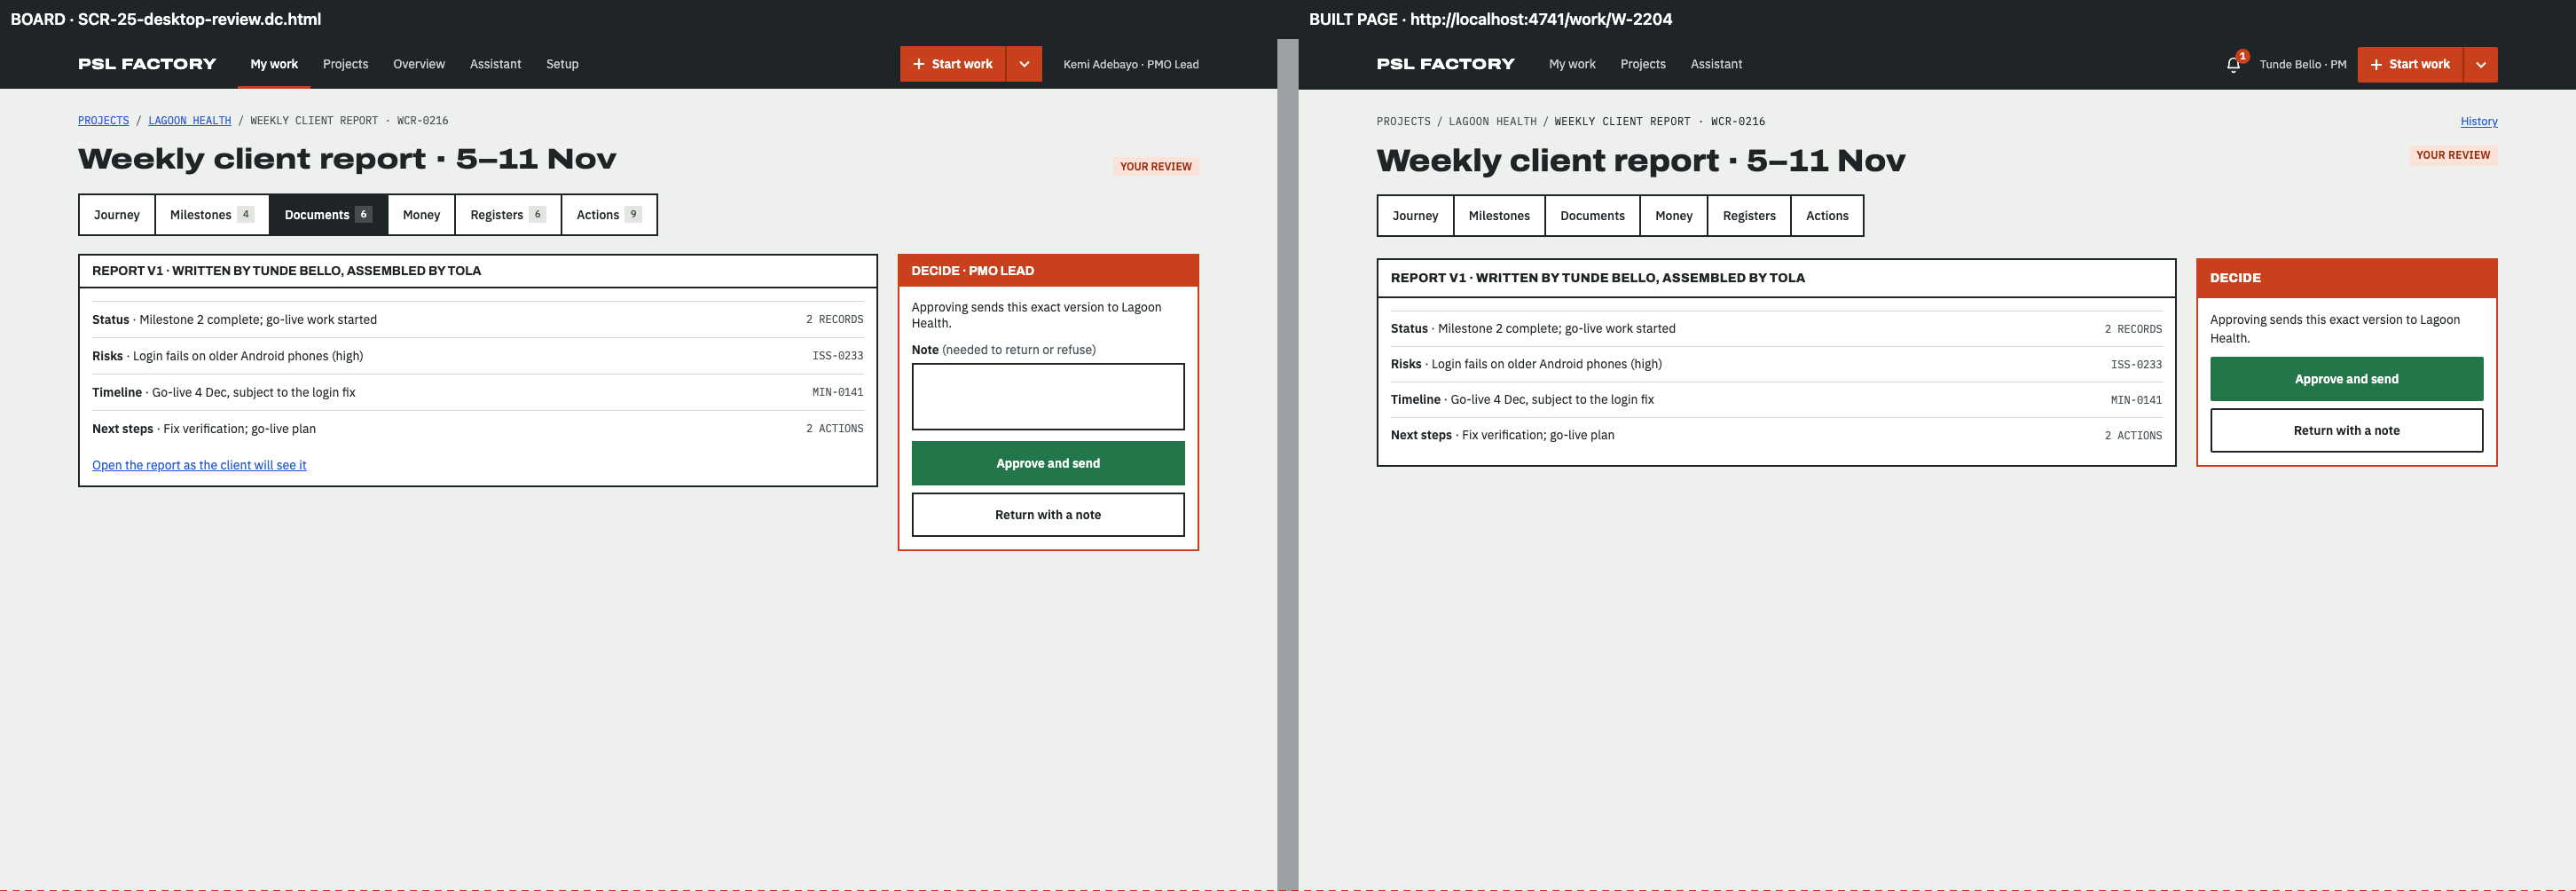 BOARD · SCR-25-desktop-review.dc.html
PSL FACTORY My work Projects Overview Assistant Setup + Start work Kemi Adebayo · PMO Lead
PROJECTS / LAGOON HEALTH / WEEKLY CLIENT REPORT · WCR-0216
Weekly client report · 5–11 Nov
YOUR REVIEW
Journey Milestones 4 Documents 6 Money Registers 6 Actions 9
REPORT V1 · WRITTEN BY TUNDE BELLO, ASSEMBLED BY TOLA
Status · Milestone 2 complete; go-live work started 2 RECORDS
Risks · Login fails on older Android phones (high) ISS-0233
Timeline · Go-live 4 Dec, subject to the login fix MIN-0141
Next steps · Fix verification; go-live plan 2 ACTIONS
Open the report as the client will see it
DECIDE · PMO LEAD
Approving sends this exact version to Lagoon
Health.
Note (needed to return or refuse)
Approve and send
Return with a note
BUILT PAGE · http://localhost:4741/work/W-2204
PSL FACTORY My work Projects Assistant 1 Tunde Bello · PM + Start work
PROJECTS / LAGOON HEALTH / WEEKLY CLIENT REPORT · WCR-0216 History
Weekly client report · 5–11 Nov
YOUR REVIEW
Journey Milestones Documents Money Registers Actions
REPORT V1 · WRITTEN BY TUNDE BELLO, ASSEMBLED BY TOLA
Status · Milestone 2 complete; go-live work started 2 RECORDS
Risks · Login fails on older Android phones (high) ISS-0233
Timeline · Go-live 4 Dec, subject to the login fix MIN-0141
Next steps · Fix verification; go-live plan 2 ACTIONS
DECIDE
Approving sends this exact version to Lagoon
Health.
Approve and send
Return with a note